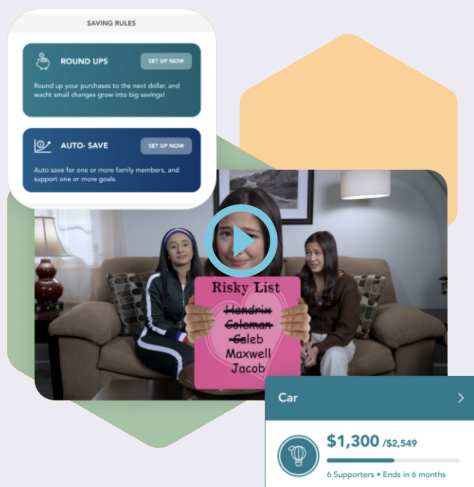 SAVING RULES
ROUND UPS
SET UP NOW
Round up your purchases to the next dollar, and
wacht small changes grow into big savings!
AUTO- SAVE
SET UP NOW
Auto save for one or more family members, and
support one or more goals.
Risky List
Hendrix
Coleman
Caleb
Maxwell
Jacob
Car
$1,300 /$2,549
6 Supporters • Ends in 6 months